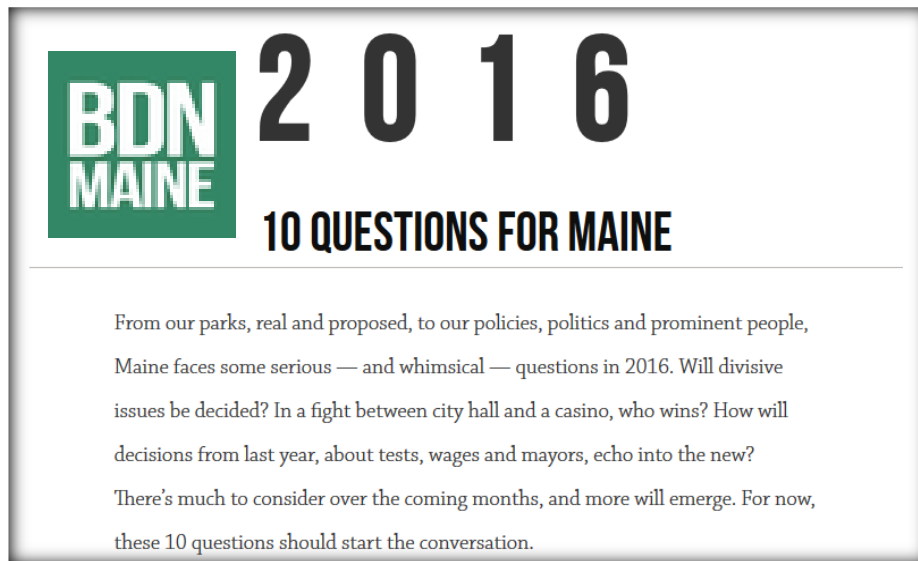 BDN
MAINE
2016
10 QUESTIONS FOR MAINE
From our parks, real and proposed, to our policies, politics and prominent people,
Maine faces some serious — and whimsical — questions in 2016. Will divisive
issues be decided? In a fight between city hall and a casino, who wins? How will
decisions from last year, about tests, wages and mayors, echo into the new?
There’s much to consider over the coming months, and more will emerge. For now,
these 10 questions should start the conversation.